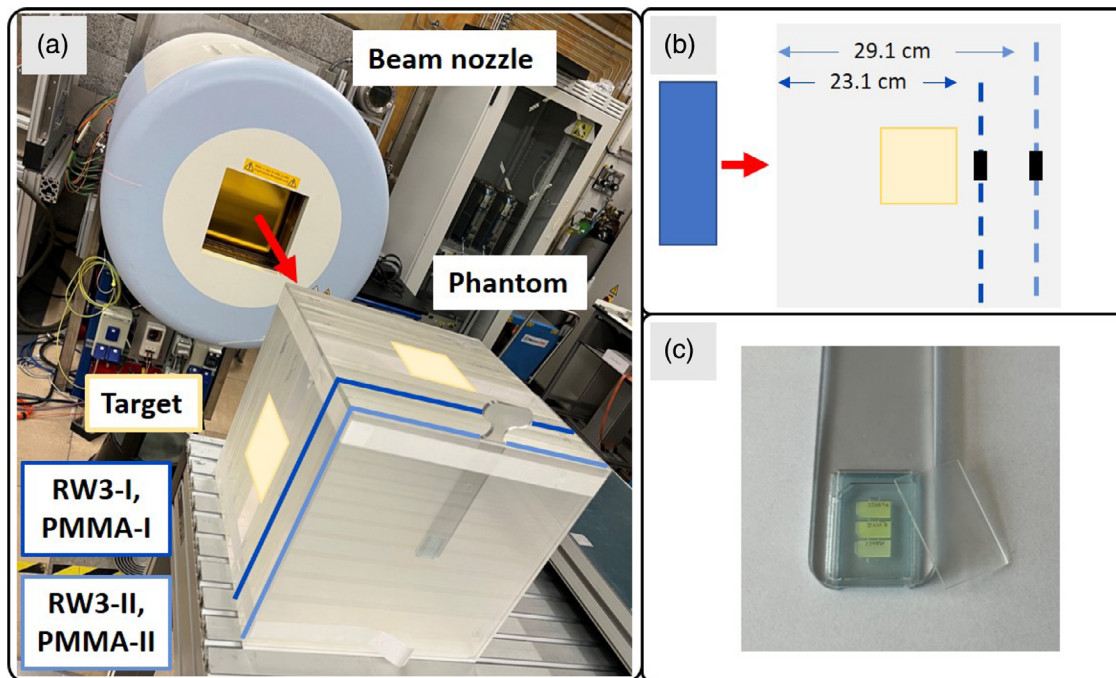 (a)
Beam nozzle
Phantom
Target
RW3-I,
PMMA-I
RW3-II,
PMMA-II
(b)
29.1 cm
23.1 cm
(c)